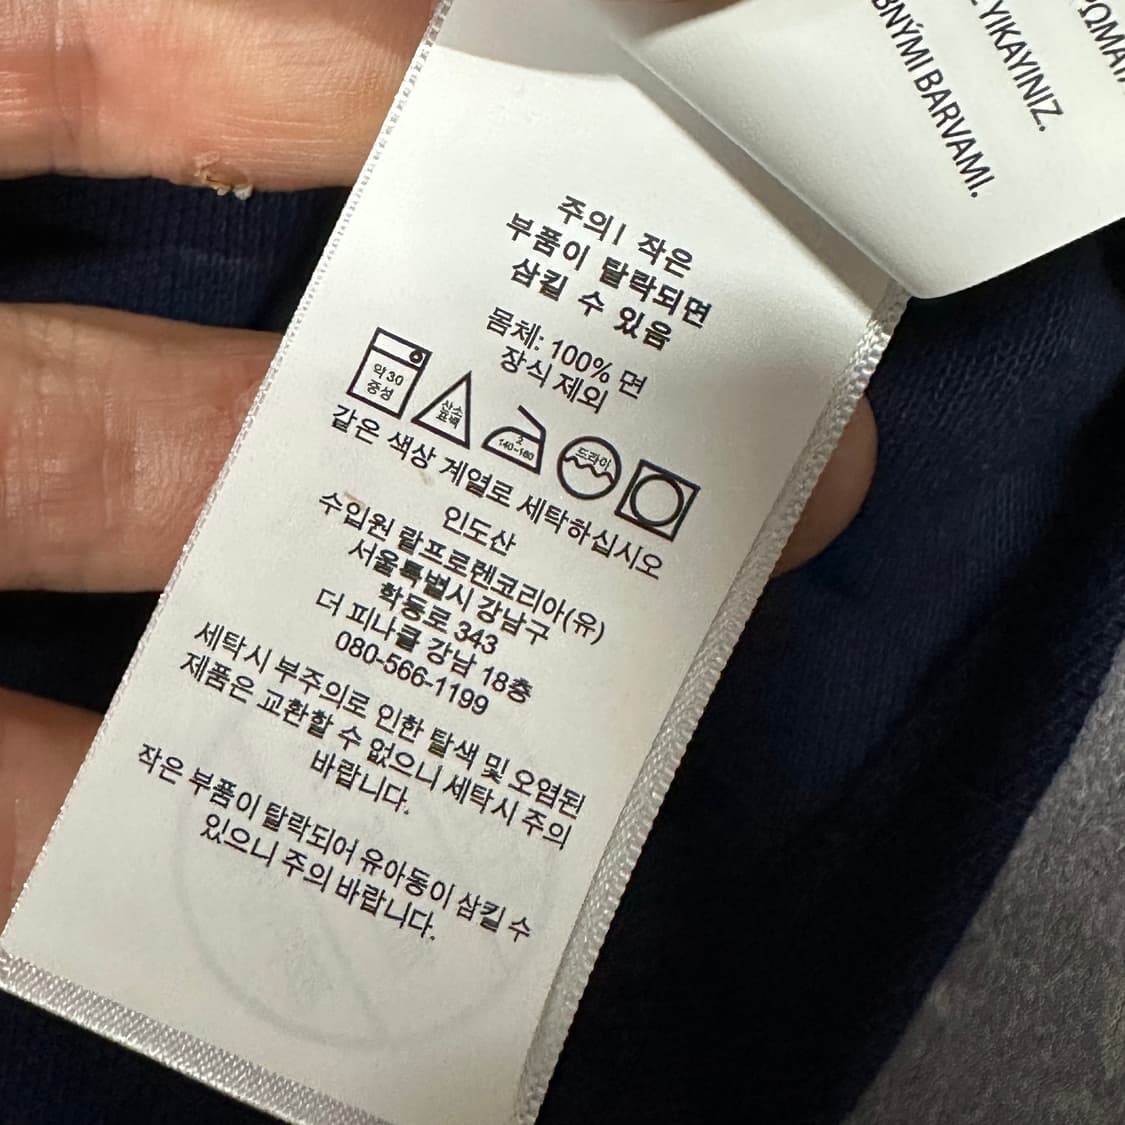 주의! 작은
부품이 탈락되면
삼킬 수 있음
몸체: 100% 면
장식 제외
약 30
중성
산소
표백
2
140~160
드라이
같은 색상 계열로 세탁하십시오
인도산
수입원 랄프로렌코리아(유)
서울특별시 강남구
학동로 343
더 피나클 강남 18층
080-566-1199
세탁시 부주의로 인한 탈색 및 오염된
제품은 교환할 수 없으니 세탁시 주의
바랍니다.
작은 부품이 탈락되어 유아동이 삼킬 수
있으니 주의 바랍니다.
YIKAYINIZ.
BARVAMI.